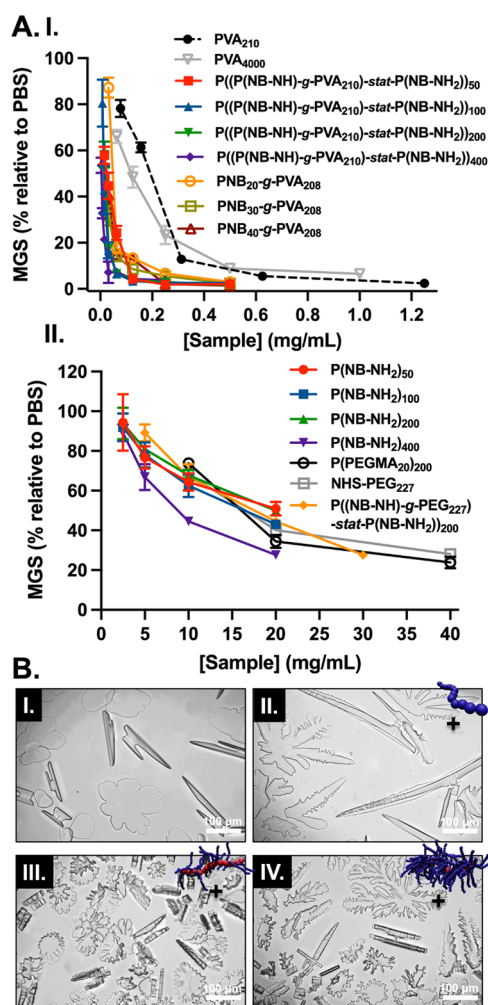 A.
I.
MGS (% relative to PBS)
100
80
60
40
20
0
PVA210
PVA4000
P((P(NB-NH)-g-PVA210)-stat-P(NB-NH2))50
P((P(NB-NH)-g-PVA210)-stat-P(NB-NH2))100
P((P(NB-NH)-g-PVA210)-stat-P(NB-NH2))200
P((P(NB-NH)-g-PVA210)-stat-P(NB-NH2))400
PNB20-g-PVA208
PNB30-g-PVA208
PNB40-g-PVA208
0.0 0.2 0.4 0.6 0.8 1.0 1.2
[Sample] (mg/mL)
II.
MGS (% relative to PBS)
120
100
80
60
40
20
0
P(NB-NH2)50
P(NB-NH2)100
P(NB-NH2)200
P(NB-NH2)400
P(PEGMA20)200
NHS-PEG227
P((NB-NH)-g-PEG227)
-stat-P(NB-NH2))200
0 5 10 15 20 25 30 35 40
[Sample] (mg/mL)
B.
I.
100 µm
II.
+
100 µm
III.
+
100 µm
IV.
+
100 µm